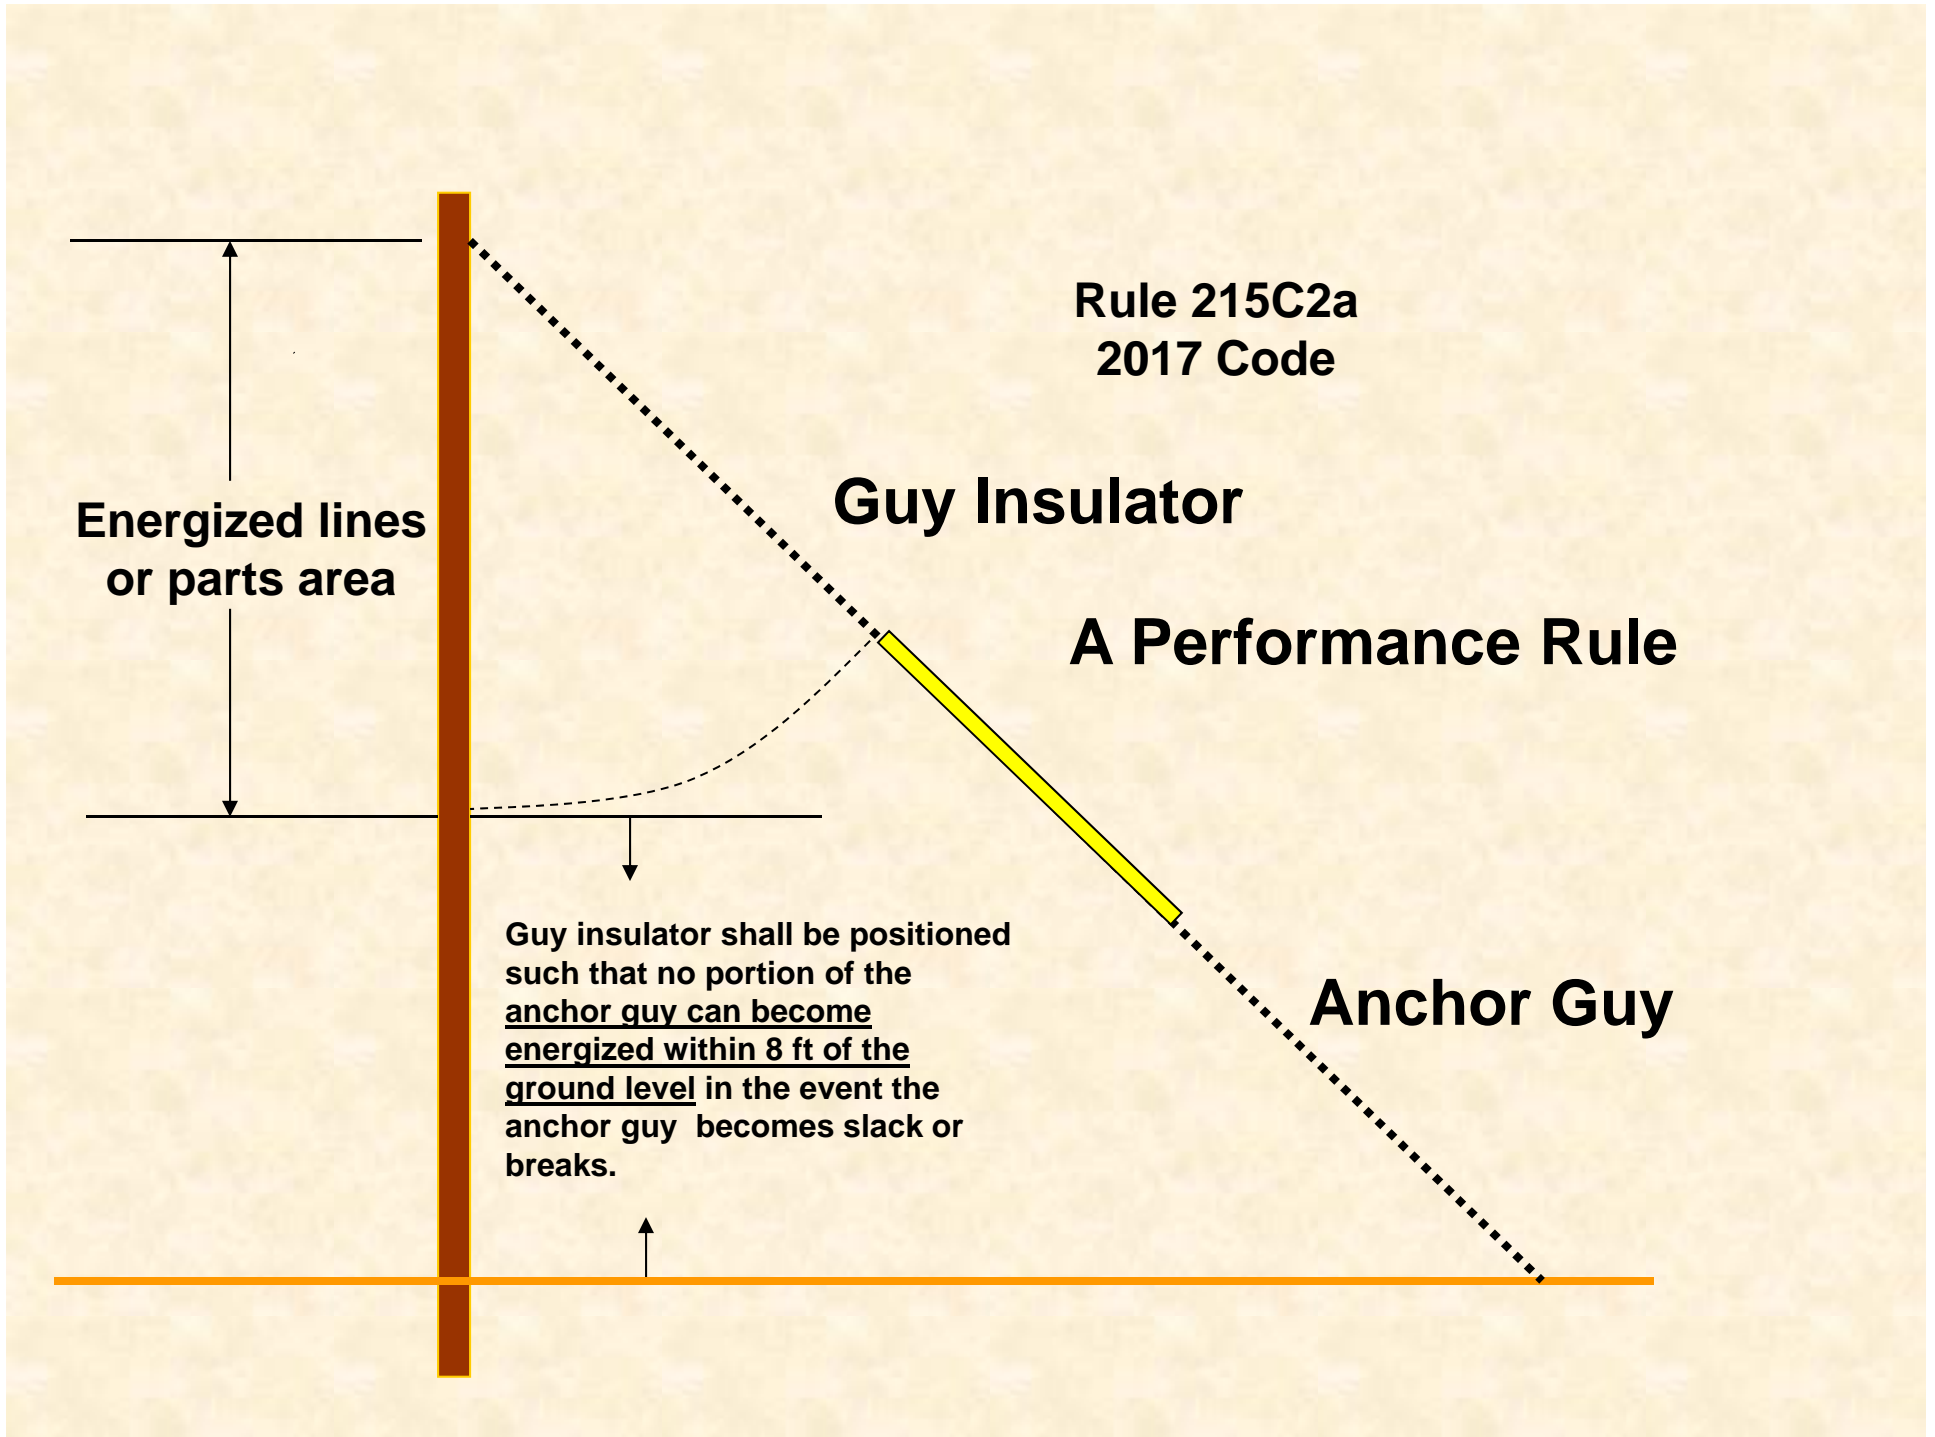 Rule 215C2a
2017 Code
Guy Insulator
Energized lines
or parts area
A Performance Rule
Guy insulator shall be positioned
such that no portion of the
anchor guy can become
energized within 8 ft of the
ground level in the event the
anchor guy  becomes slack or
breaks.
Anchor Guy